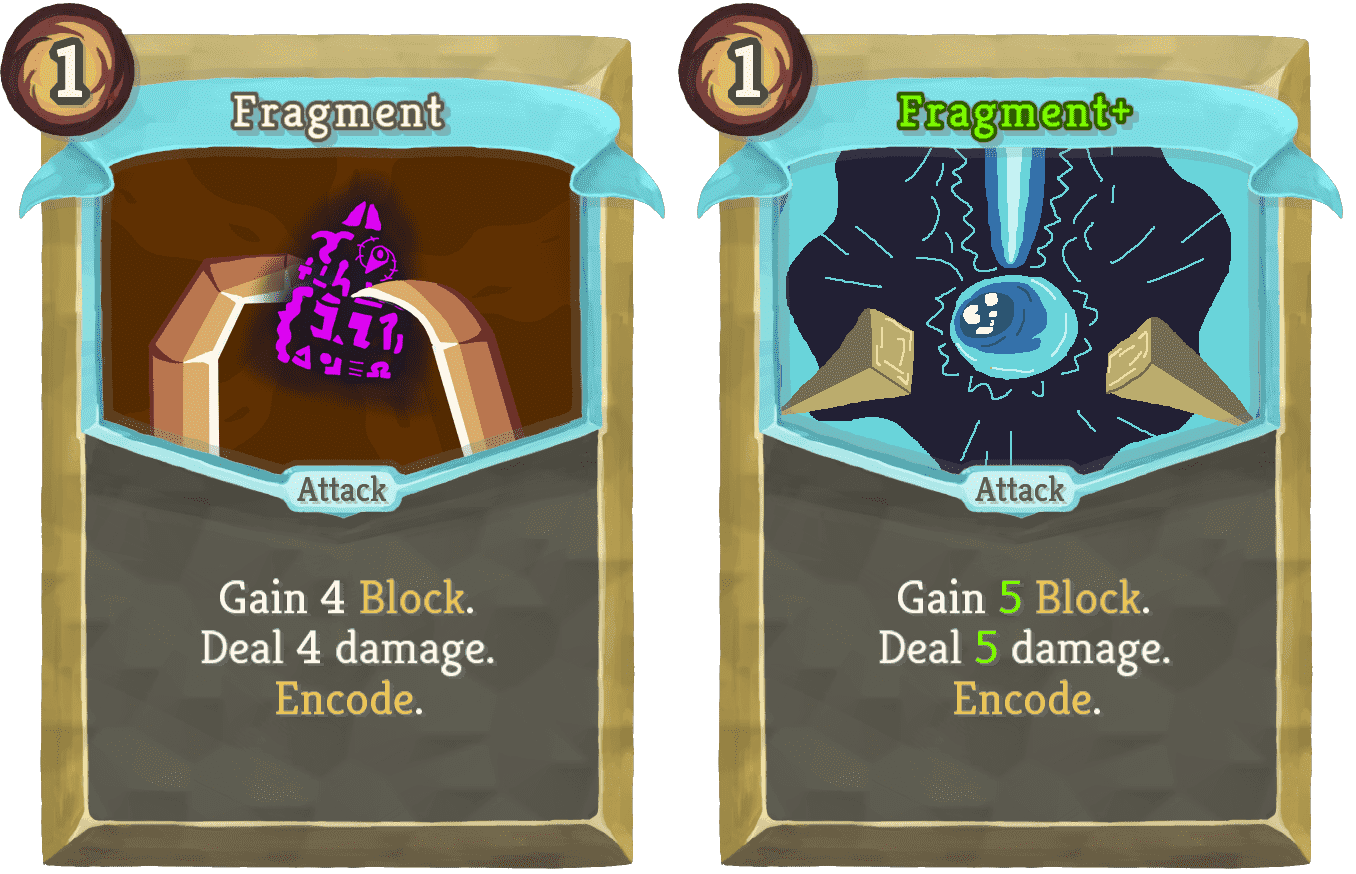 1
Fragment
Attack
Gain 4 Block.
Deal 4 damage.
Encode.
1
Fragment+
Attack
Gain 5 Block.
Deal 5 damage.
Encode.